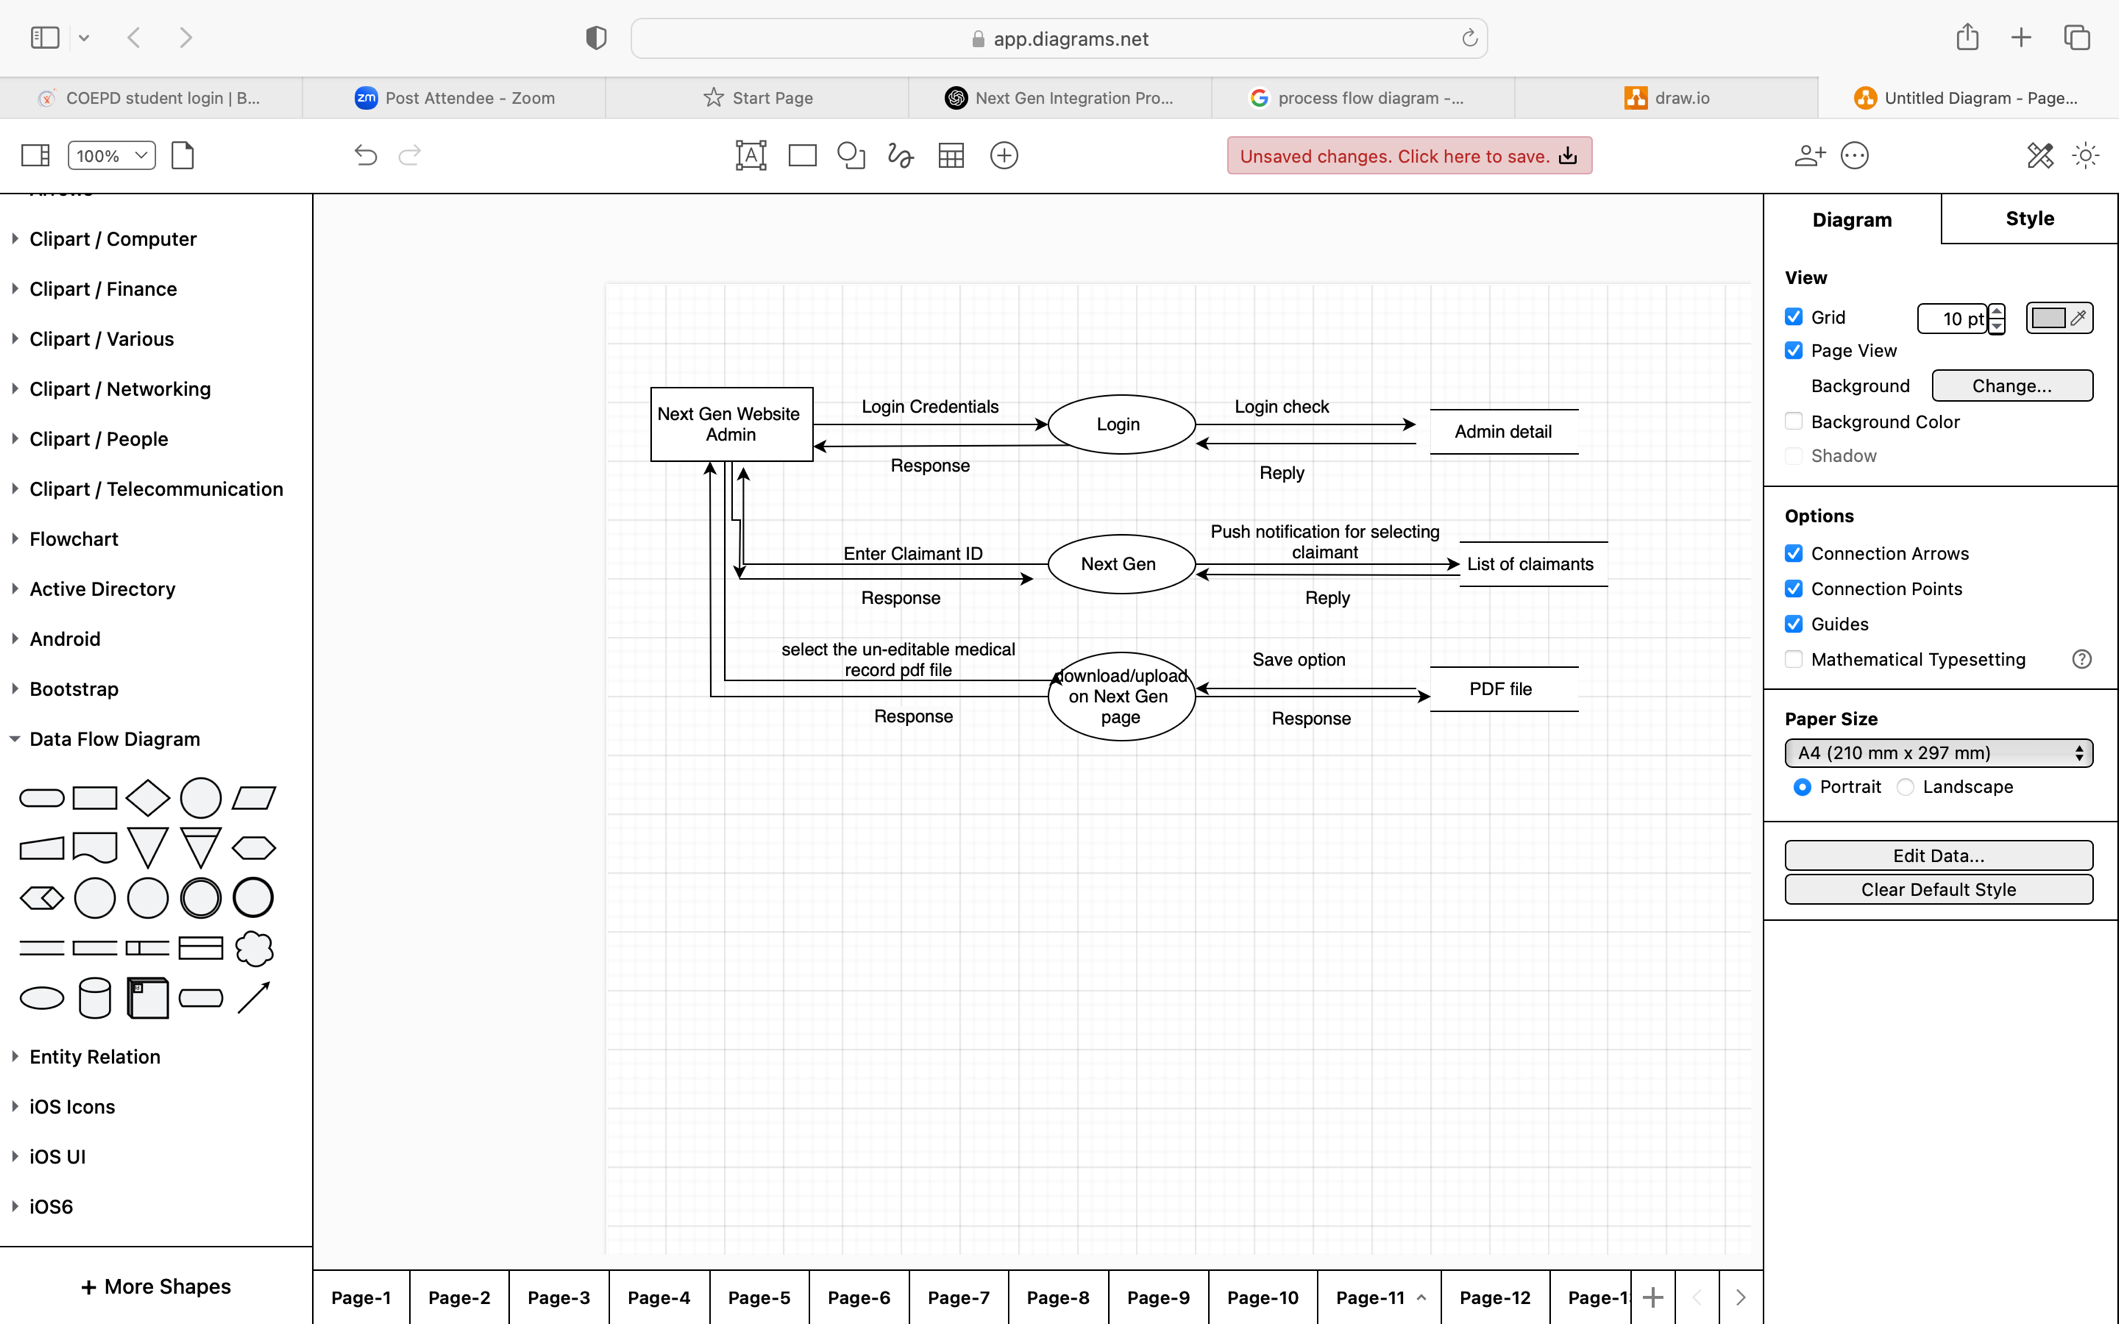 app.diagrams.net
COEPD student login | B...
Post Attendee - Zoom
Start Page
Next Gen Integration Pro...
process flow diagram -...
draw.io
Untitled Diagram - Page...
100%
Unsaved changes. Click here to save.
Clipart / Computer
Clipart / Finance
Clipart / Various
Clipart / Networking
Clipart / People
Clipart / Telecommunication
Flowchart
Active Directory
Android
Bootstrap
Data Flow Diagram
Entity Relation
iOS Icons
iOS UI
iOS6
+ More Shapes
Next Gen Website
Admin
Login Credentials
Response
Login
Login check
Reply
Admin detail
Enter Claimant ID
Response
Next Gen
Push notification for selecting
claimant
Reply
List of claimants
select the un-editable medical
record pdf file
Response
download/upload
on Next Gen
page
Save option
Response
PDF file
Diagram
Style
View
Grid
10 pt
Page View
Background
Change...
Background Color
Shadow
Options
Connection Arrows
Connection Points
Guides
Mathematical Typesetting
Paper Size
A4 (210 mm x 297 mm)
Portrait
Landscape
Edit Data...
Clear Default Style
Page-1
Page-2
Page-3
Page-4
Page-5
Page-6
Page-7
Page-8
Page-9
Page-10
Page-11
Page-12